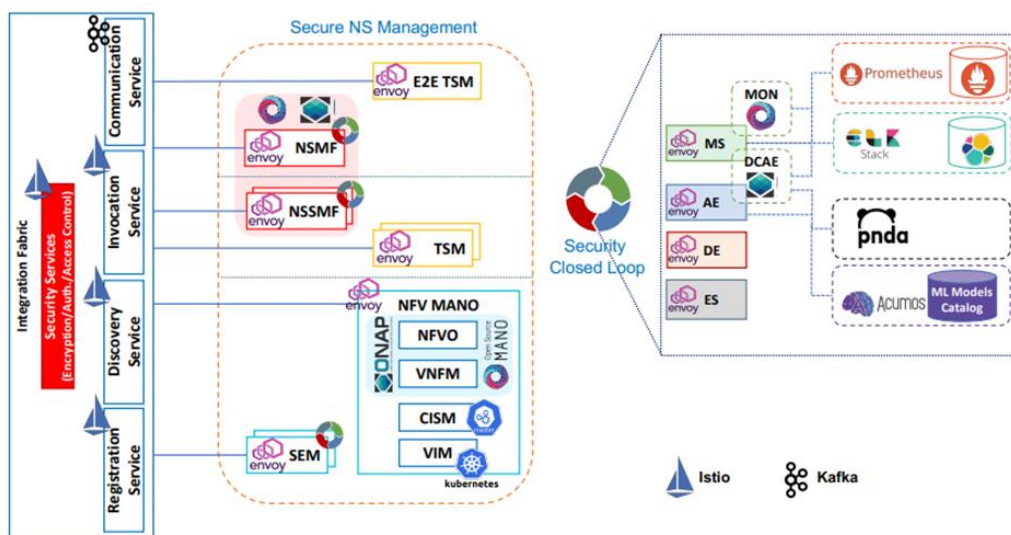 Integration Fabric
Security Services
(Encryption/Auth./Access Control)
Communication
Service
Invocation
Service
Discovery
Service
Registration
Service
Secure NS Management
envoy
E2E TSM
envoy
NSMF
envoy
NSSMF
envoy
TSM
envoy
NFV MANO
ONAP
NFVO
VNFM
Open Source
MANO
CISM
VIM
kubernetes
envoy
SEM
Security
Closed Loop
envoy
MS
envoy
AE
envoy
DE
envoy
ES
MON
DCAE
Prometheus
ELK
Stack
pnda
Acumos
ML Models
Catalog
Istio
Kafka